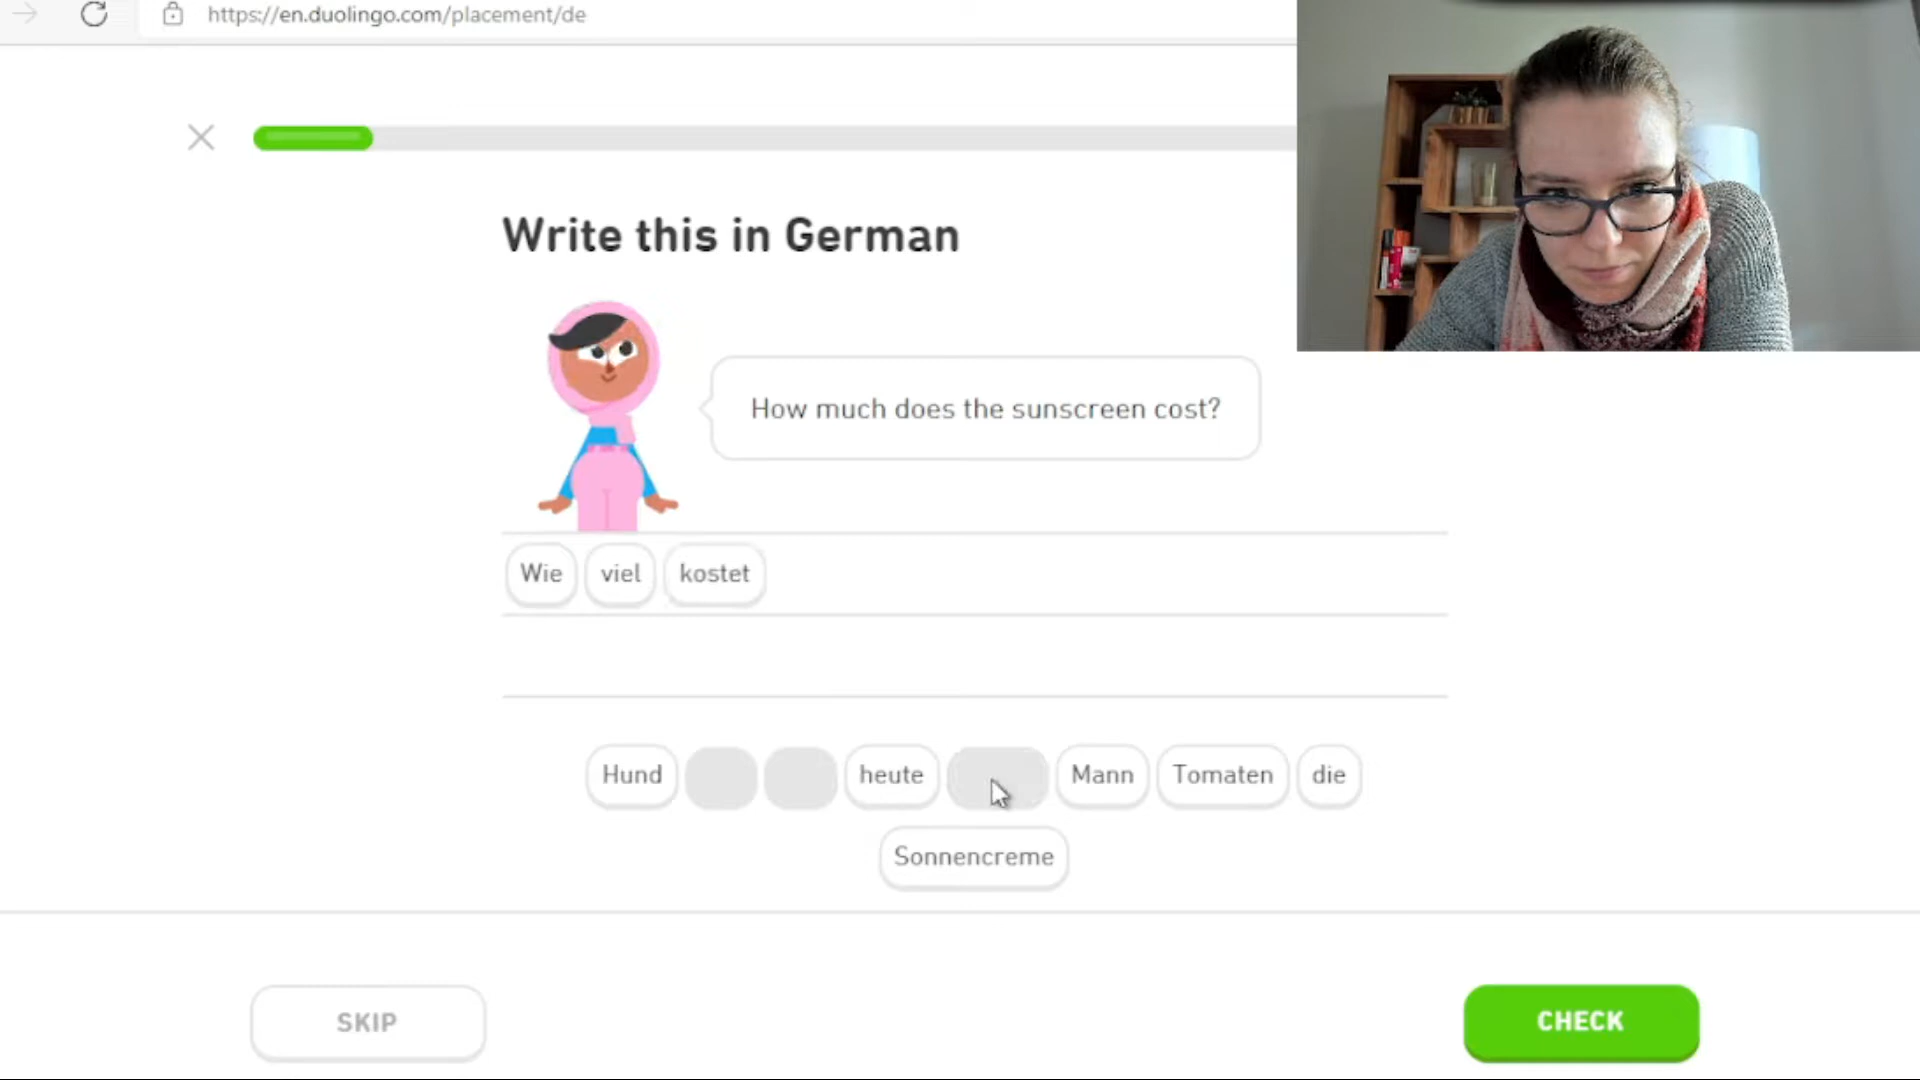 https://en.duolingo.com/placement/de
Write this in German
How much does the sunscreen cost?
Wie viel kostet
Hund heute Mann Tomaten die
Sonnencreme
SKIP CHECK